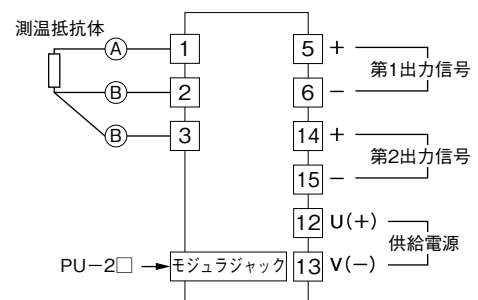 測温抵抗体
A
1
5
+
第1出力信号
B
2
6
−
B
3
14
+
第2出力信号
15
−
12
U(+)
供給電源
PU−2□
モジュラジャック
13
V(−)